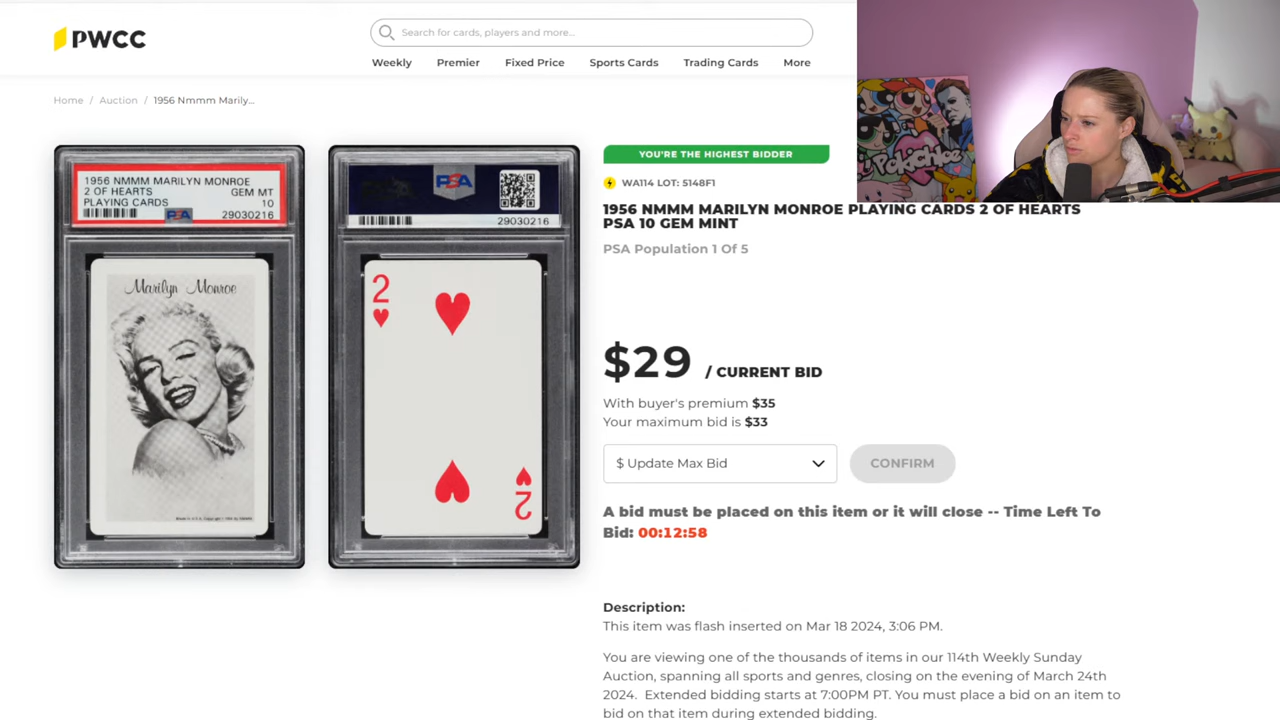 PWCC
Search for cards, players and more...
Weekly Premier Fixed Price Sports Cards Trading Cards More
Home / Auction / 1956 Nmmm Marily...
1956 NMMM MARILYN MONROE
2 OF HEARTS GEM MT
PLAYING CARDS 10
PSA 29030216
Marilyn Monroe
PSA
29030216
2
2
YOU'RE THE HIGHEST BIDDER
WA114 LOT: 5148F1
1956 NMMM MARILYN MONROE PLAYING CARDS 2 OF HEARTS
PSA 10 GEM MINT
PSA Population 1 Of 5
$29 / CURRENT BID
With buyer's premium $35
Your maximum bid is $33
$ Update Max Bid CONFIRM
A bid must be placed on this item or it will close -- Time Left To
Bid: 00:12:58
Description:
This item was flash inserted on Mar 18 2024, 3:06 PM.
You are viewing one of the thousands of items in our 114th Weekly Sunday
Auction, spanning all sports and genres, closing on the evening of March 24th
2024. Extended bidding starts at 7:00PM PT. You must place a bid on an item to
bid on that item during extended bidding.